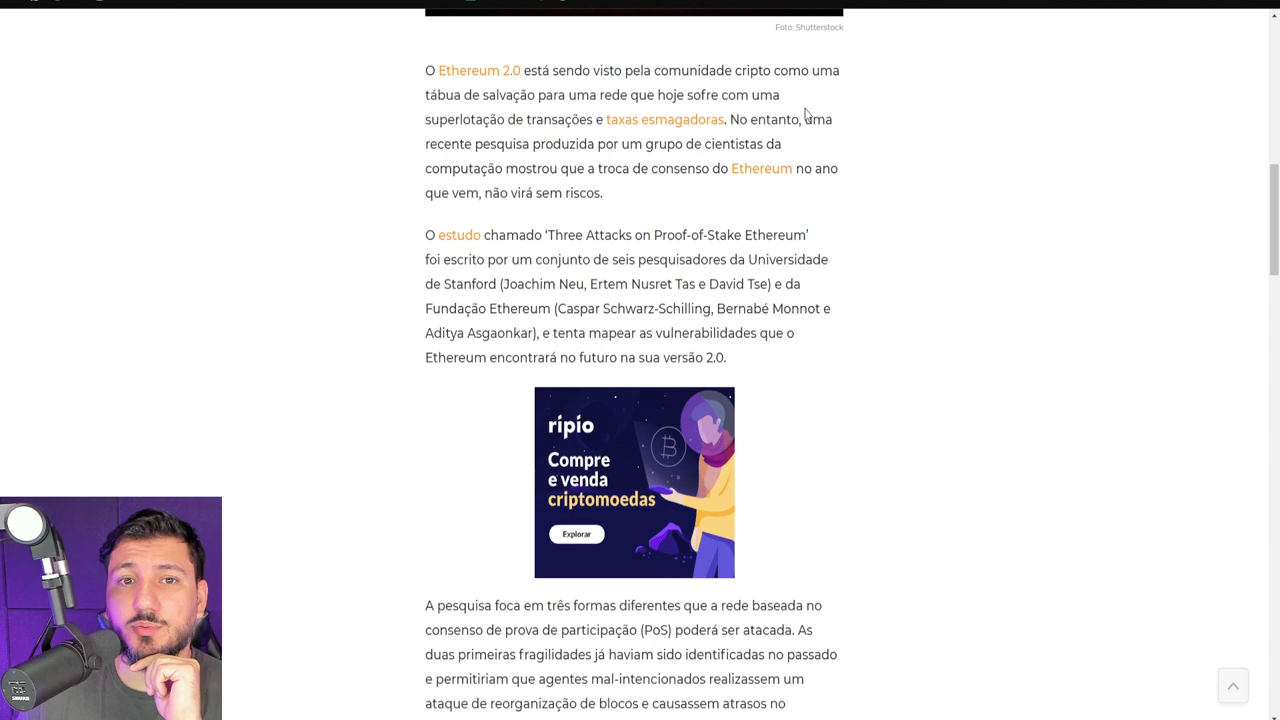 Foto: Shutterstock
O Ethereum 2.0 está sendo visto pela comunidade cripto como uma
tábua de salvação para uma rede que hoje sofre com uma
superlotação de transações e taxas esmagadoras. No entanto, uma
recente pesquisa produzida por um grupo de cientistas da
computação mostrou que a troca de consenso do Ethereum no ano
que vem, não virá sem riscos.
O estudo chamado ‘Three Attacks on Proof-of-Stake Ethereum’
foi escrito por um conjunto de seis pesquisadores da Universidade
de Stanford (Joachim Neu, Ertem Nusret Tas e David Tse) e da
Fundação Ethereum (Caspar Schwarz-Schilling, Bernabé Monnot e
Aditya Asgaonkar), e tenta mapear as vulnerabilidades que o
Ethereum encontrará no futuro na sua versão 2.0.
ripio
Compre
e venda
criptomoedas
Explorar
A pesquisa foca em três formas diferentes que a rede baseada no
consenso de prova de participação (PoS) poderá ser atacada. As
duas primeiras fragilidades já haviam sido identificadas no passado
e permitiriam que agentes mal-intencionados realizassem um
ataque de reorganização de blocos e causassem atrasos no
SHURE